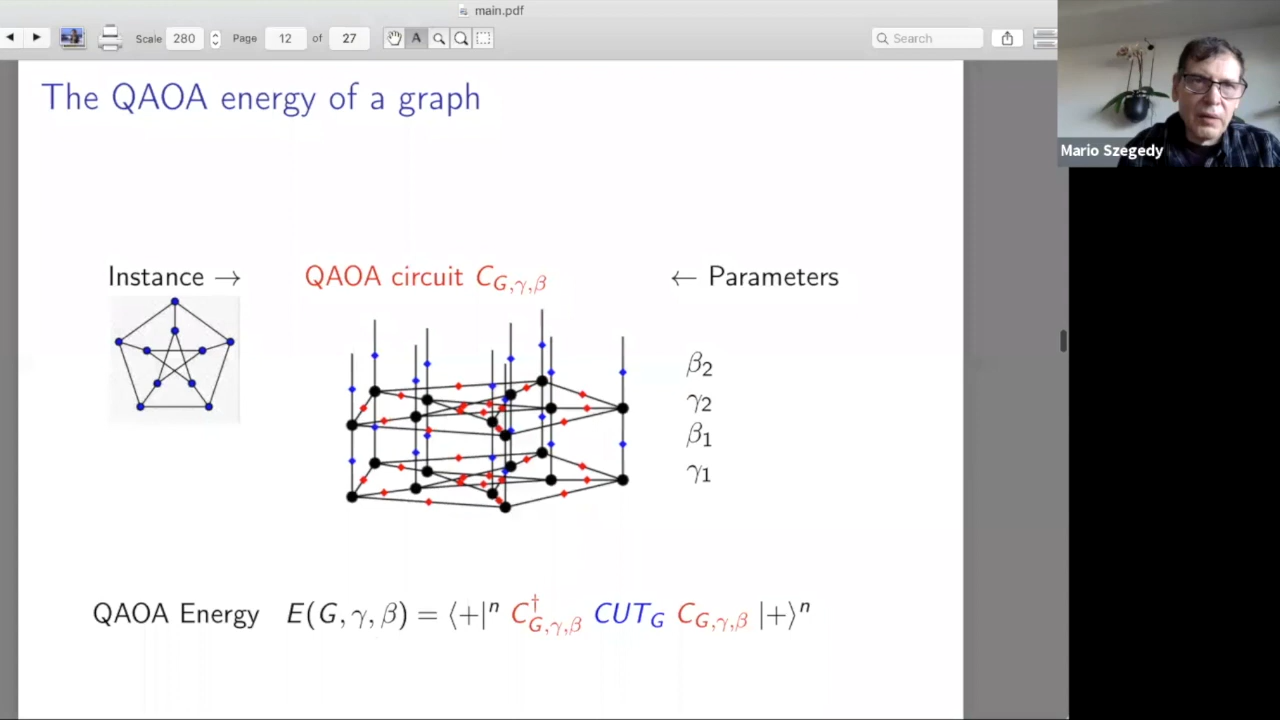 main.pdf
Scale 280 Page 12 of 27 A Search
The QAOA energy of a graph
Mario Szegedy
Instance → QAOA circuit C_{G,γ,β} ← Parameters
β₂
γ₂
β₁
γ₁
QAOA Energy E(G, γ, β) = ⟨+|ⁿ C†_{G,γ,β} CUT_G C_{G,γ,β} |+⟩ⁿ